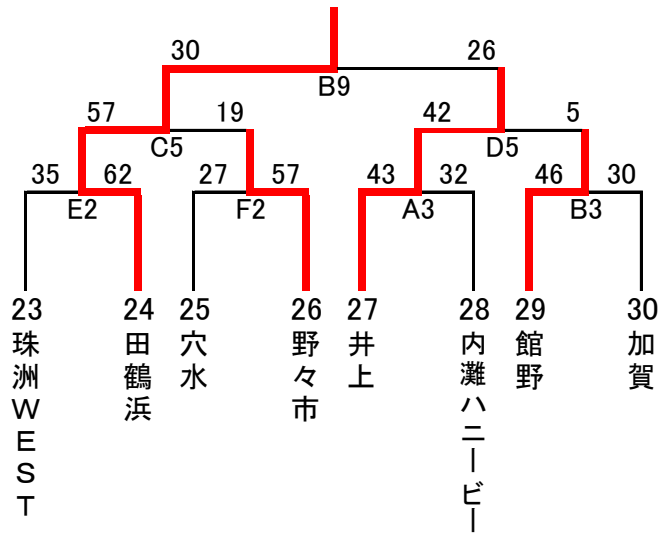 30 26
B9
57 19 42 5
C5 D5
35 62 27 57 43 32 46 30
E2 F2 A3 B3
23 24 25 26 27 28 29 30
珠洲WEST
田鶴浜
穴水
野々市
井上
内灘ハニービー
館野
加賀